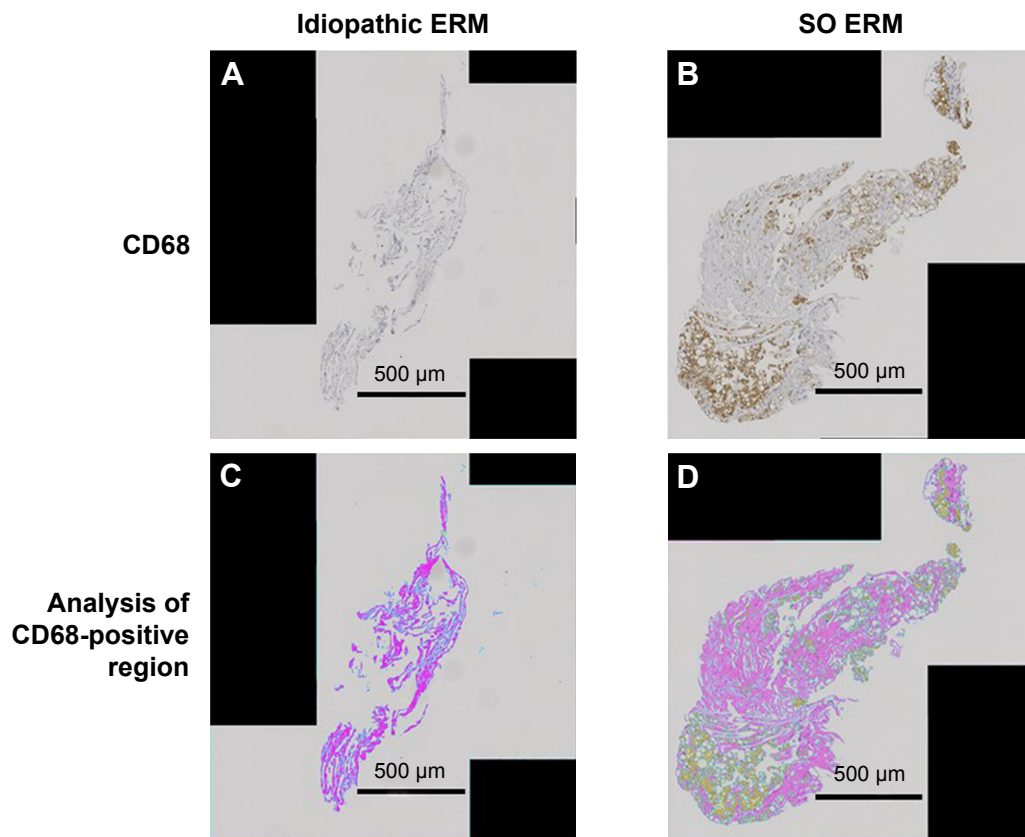 Idiopathic ERM
SO ERM
A
B
CD68
500 µm
500 µm
C
D
Analysis of
CD68-positive
region
500 µm
500 µm